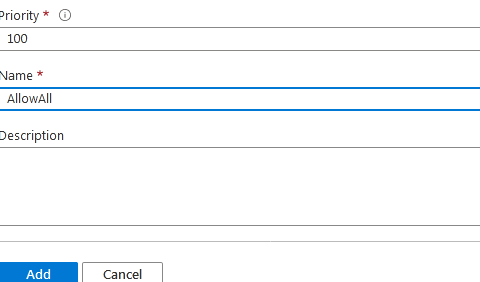 Priority *
100
Name *
AllowAll
Description
Add Cancel